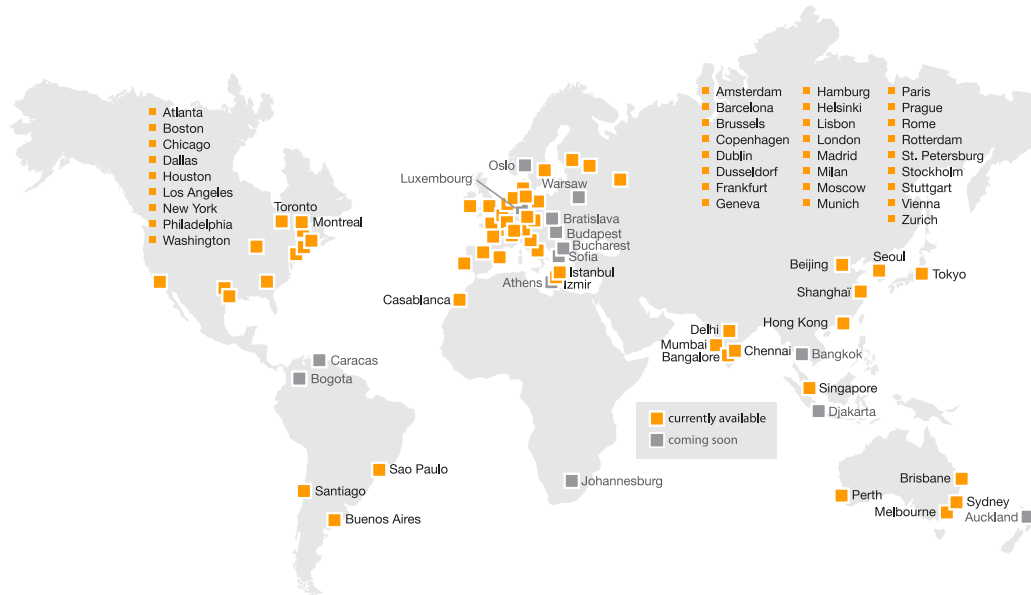 Atlanta
Boston
Chicago
Dallas
Houston
Los Angeles
New York
Philadelphia
Washington
Toronto
Montreal
Amsterdam
Barcelona
Brussels
Copenhagen
Dublin
Dusseldorf
Frankfurt
Geneva
Hamburg
Helsinki
Lisbon
London
Madrid
Milan
Moscow
Munich
Paris
Prague
Rome
Rotterdam
St. Petersburg
Stockholm
Stuttgart
Vienna
Zurich
Oslo
Luxembourg
Warsaw
Bratislava
Budapest
Bucharest
Sofia
Istanbul
Athens
Izmir
Casablanca
Beijing
Seoul
Tokyo
Shanghaï
Hong Kong
Delhi
Mumbai
Bangalore
Chennai
Bangkok
Singapore
Djakarta
Caracas
Bogota
currently available
coming soon
Sao Paulo
Santiago
Buenos Aires
Johannesburg
Brisbane
Perth
Sydney
Melbourne
Auckland